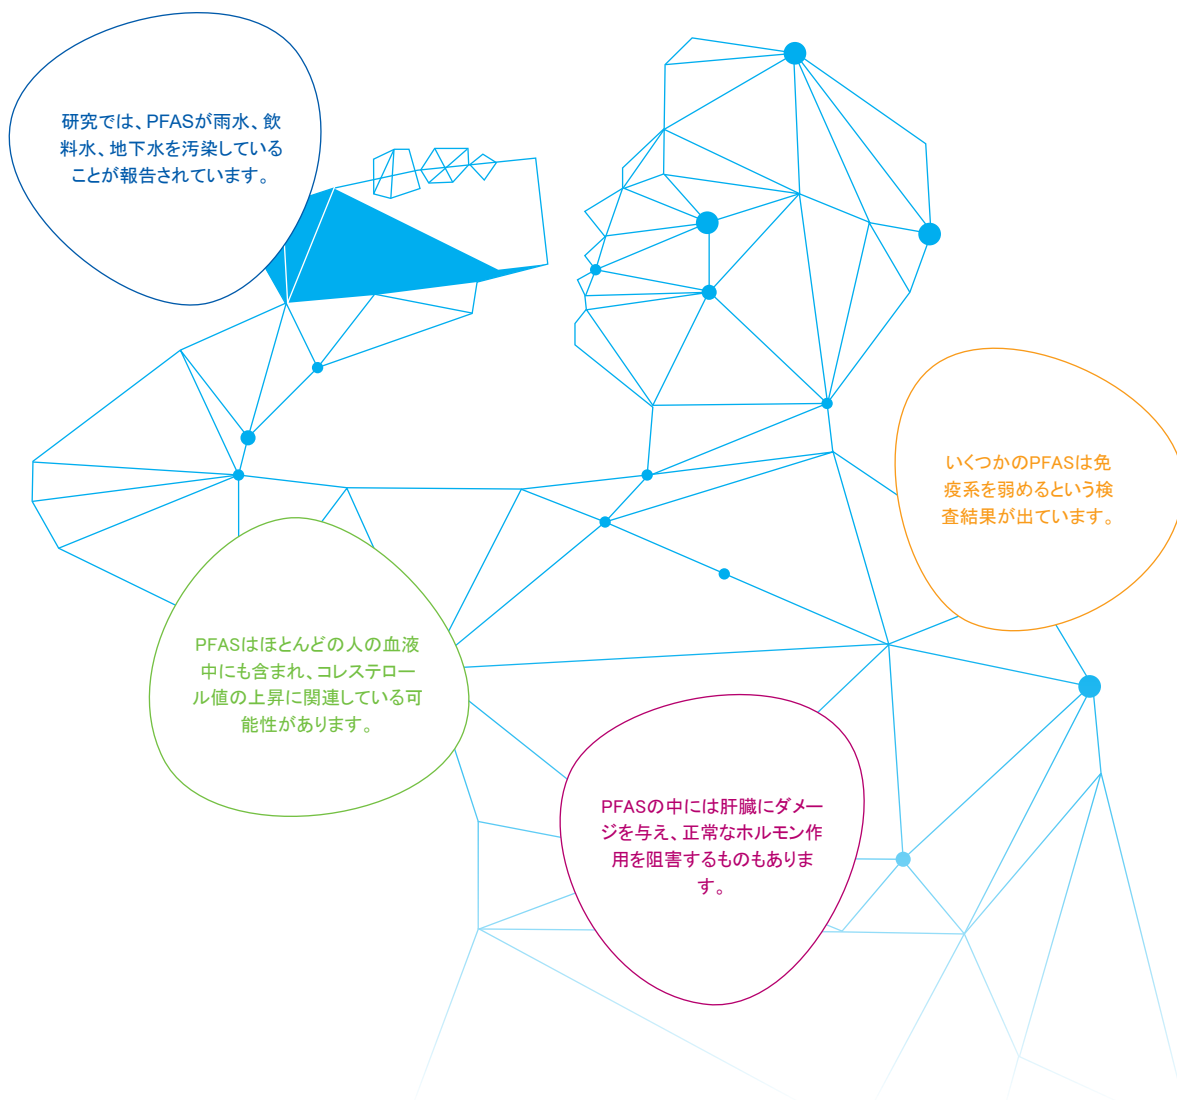 研究では、PFASが雨水、飲
料水、地下水を汚染している
ことが報告されています。
いくつかのPFASは免
疫系を弱めるという検
査結果が出ています。
PFASはほとんどの人の血液
中にも含まれ、コレステロー
ル値の上昇に関連している可
能性があります。
PFASの中には肝臓にダメー
ジを与え、正常なホルモン作
用を阻害するものもありま
す。